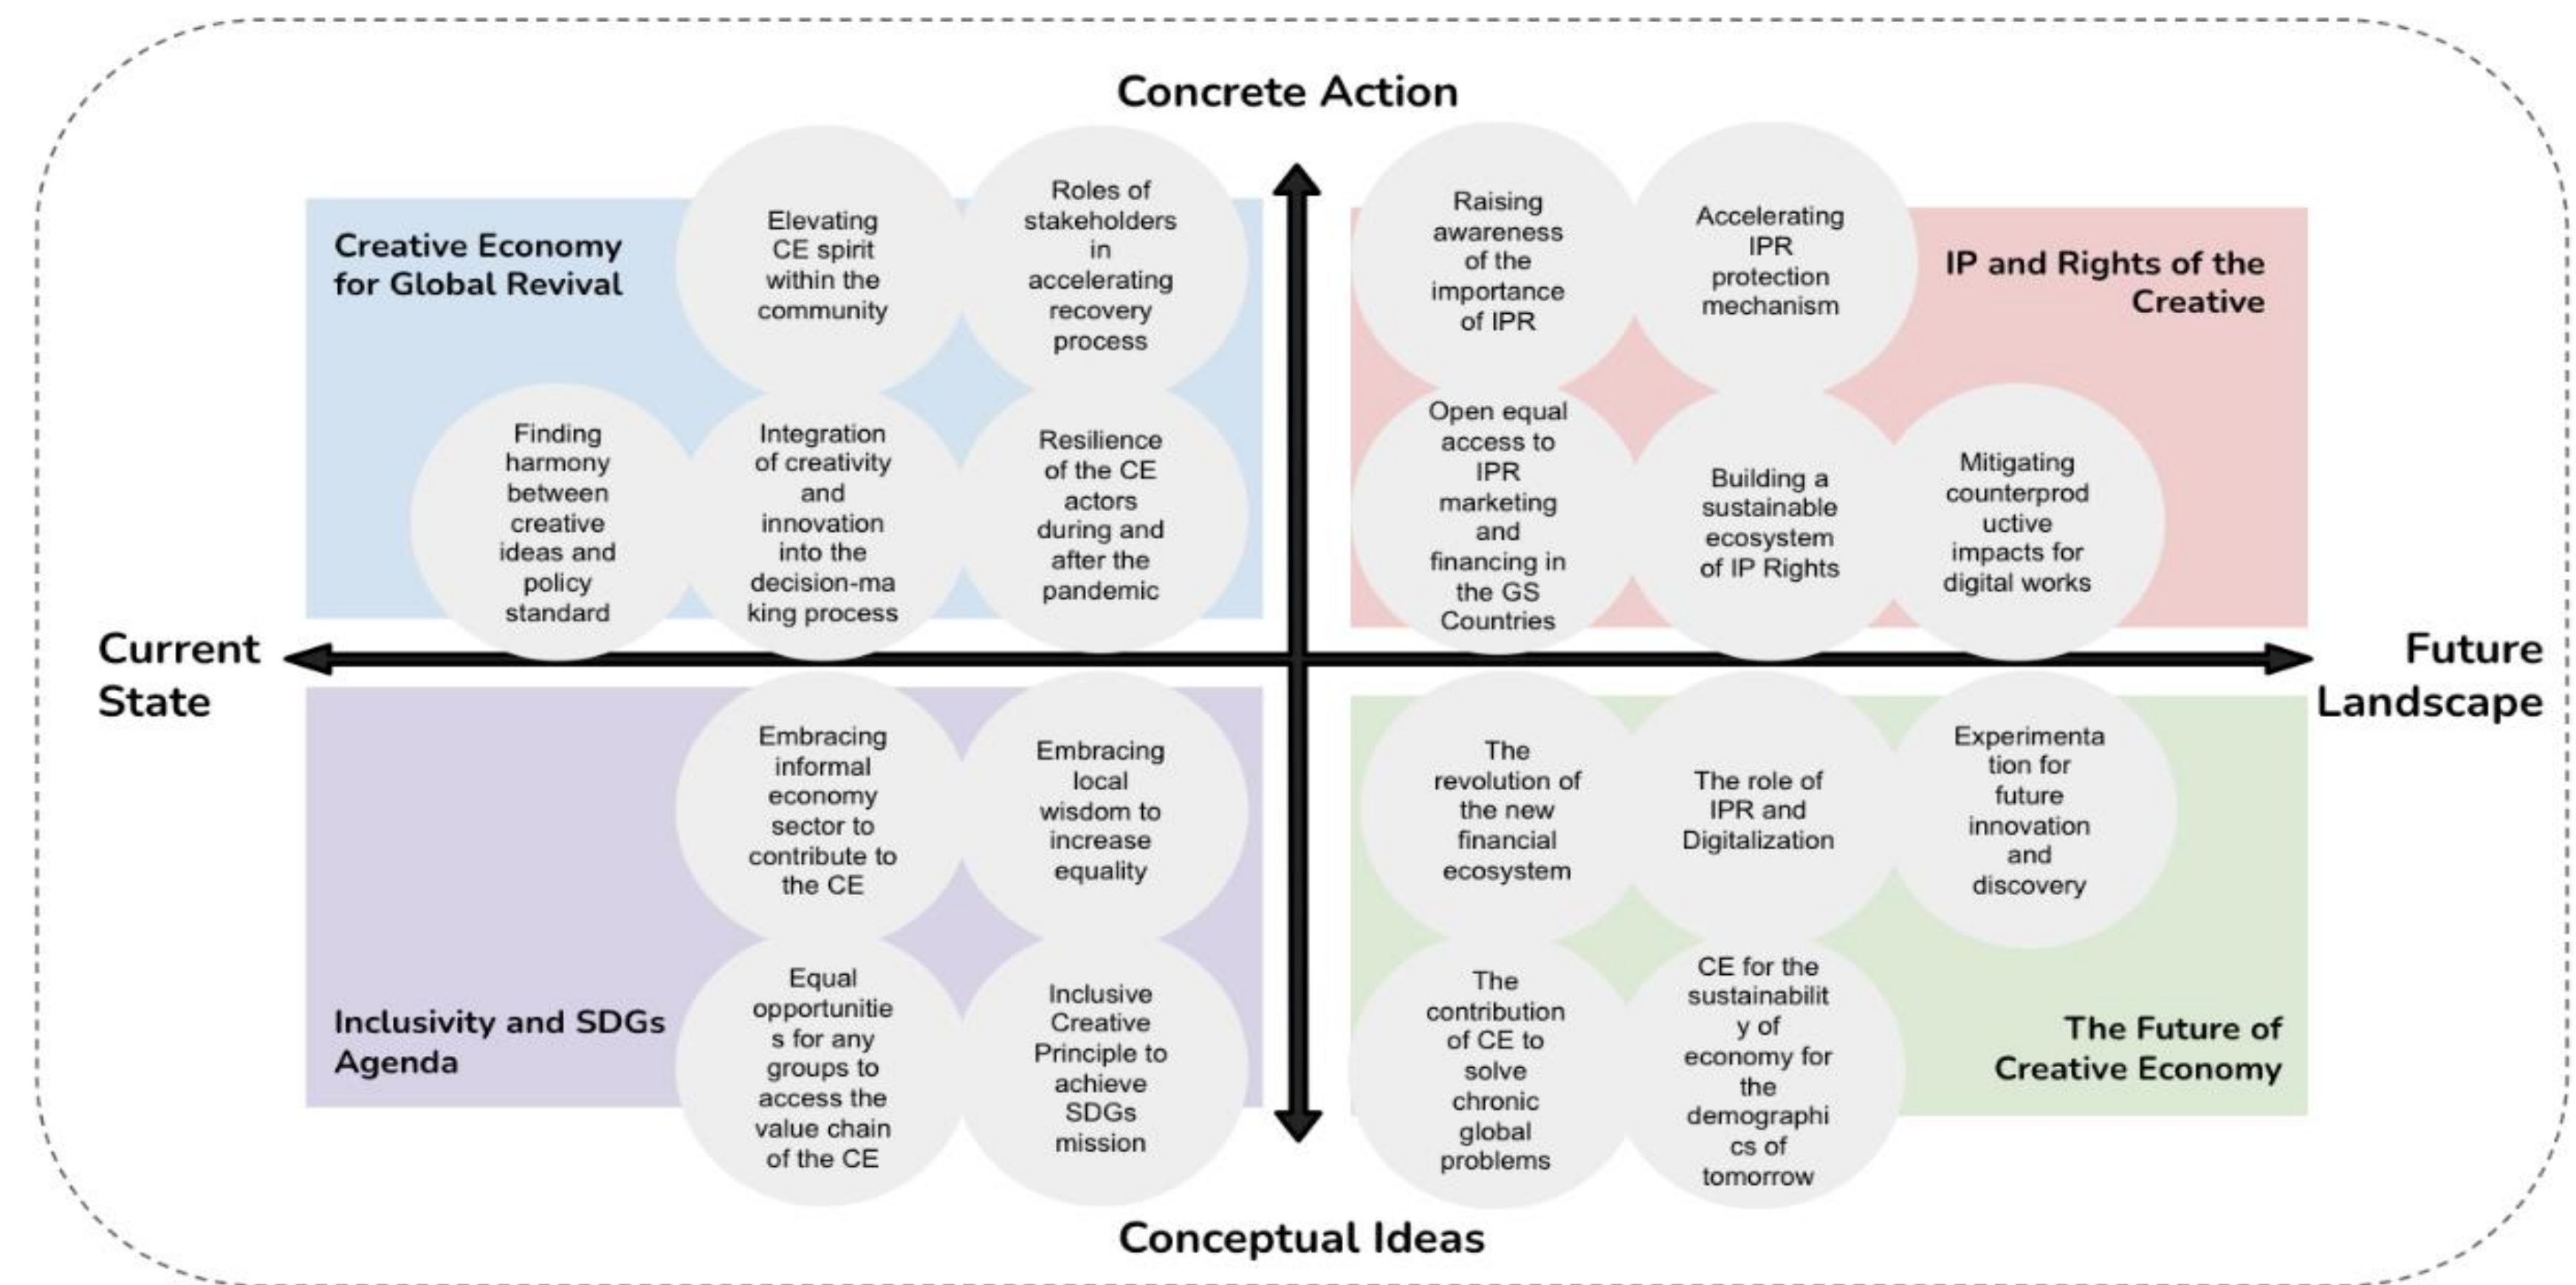 Concrete Action
Creative Economy
for Global Revival
Elevating
CE spirit
within the
community
Roles of
stakeholders
in
accelerating
recovery
process
Finding
harmony
between
creative
ideas and
policy
standard
Integration
of creativity
and
innovation
into the
decision-ma
king process
Resilience
of the CE
actors
during and
after the
pandemic
Raising
awareness
of the
importance
of IPR
Accelerating
IPR
protection
mechanism
IP and Rights of the
Creative
Open equal
access to
IPR
marketing
and
financing in
the GS
Countries
Building a
sustainable
ecosystem
of IP Rights
Mitigating
counterprod
uctive
impacts for
digital works
Current
State
Future
Landscape
Embracing
informal
economy
sector to
contribute to
the CE
Embracing
local
wisdom to
increase
equality
Inclusivity and SDGs
Agenda
Equal
opportunitie
s for any
groups to
access the
value chain
of the CE
Inclusive
Creative
Principle to
achieve
SDGs
mission
The
revolution of
the new
financial
ecosystem
The role of
IPR and
Digitalization
Experimenta
tion for
future
innovation
and
discovery
The
contribution
of CE to
solve
chronic
global
problems
CE for the
sustainabilit
y of
economy for
the
demographi
cs of
tomorrow
The Future of
Creative Economy
Conceptual Ideas